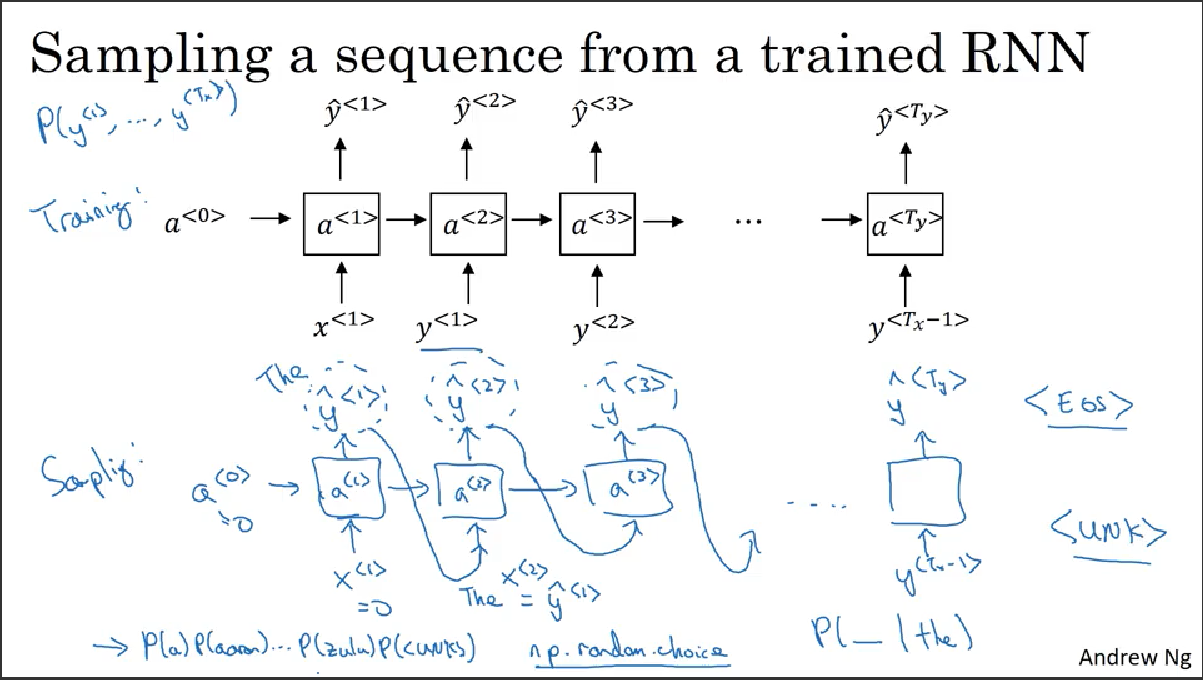 Sampling a sequence from a trained RNN
P(y<1>, ..., y<Tx>)
ŷ<1> ŷ<2> ŷ<3> ŷ<Ty>
Training:
a<0> a<1> a<2> a<3> ... a<Ty>
x<1> y<1> y<2> y<Tx−1>
The
ŷ<1> ŷ<2> ŷ<3> ŷ<Ty> <EOS>
Sampling:
a<0> a<1> a<2> a<3> ....
=0
<UNK>
x<1> x<2> y<Tx-1>
=0 The = ŷ<1>
→ P(a)P(aaron)...P(zulu)P(<UNK>) np.random.choice P(_|the)
Andrew Ng